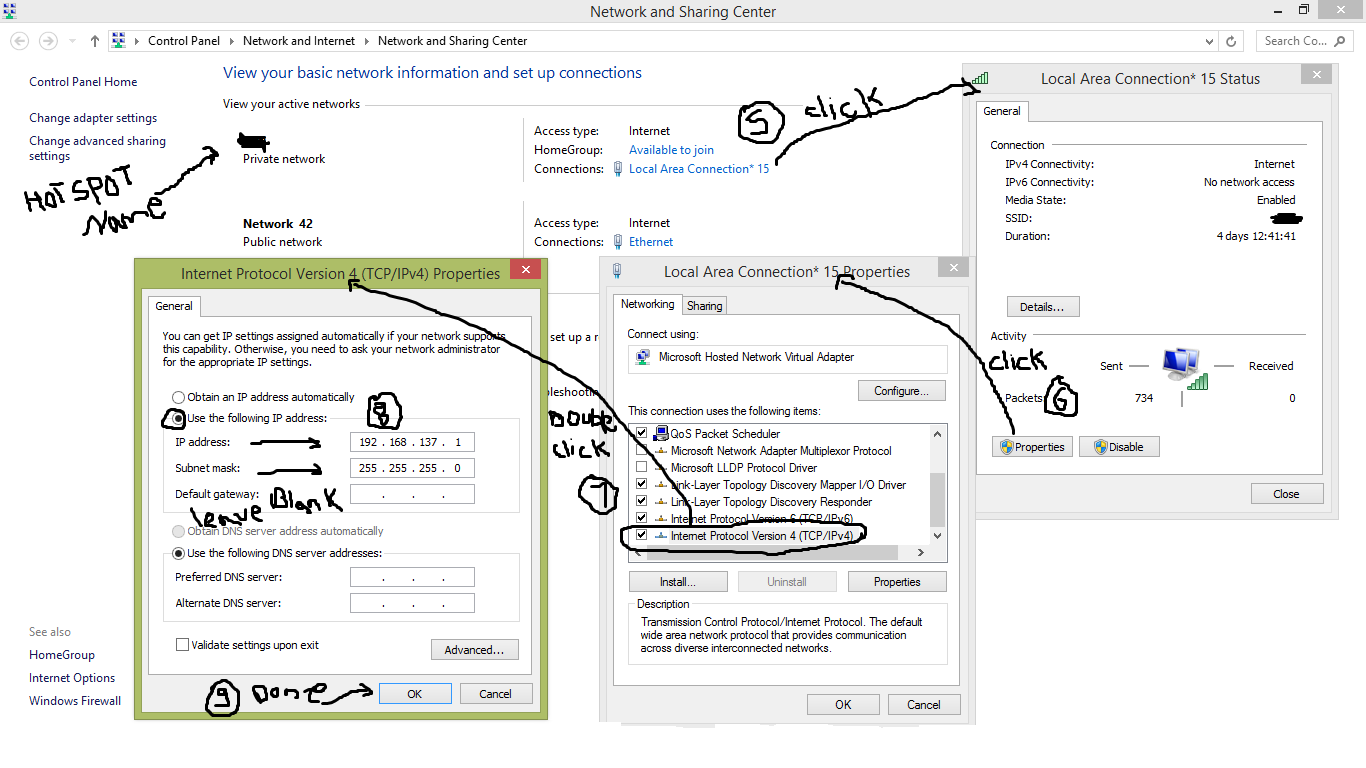 Network and Sharing Center
Control Panel
Network and Internet
Network and Sharing Center
Search Co...
Control Panel Home
Change adapter settings
Change advanced sharing
settings
HOTSPOT
Name
View your basic network information and set up connections
View your active networks
Private network
Access type: Internet
HomeGroup: Available to join
Connections: Local Area Connection* 15
5 click
Network 42
Public network
Access type: Internet
Connections: Ethernet
set up a ro
bleshootin
See also
HomeGroup
Internet Options
Windows Firewall
Local Area Connection* 15 Status
General
Connection
IPv4 Connectivity: Internet
IPv6 Connectivity: No network access
Media State: Enabled
SSID:
Duration: 4 days 12:41:41
Details...
Activity
click
6
Sent Received
Packets: 734 0
Properties
Disable
Close
Local Area Connection* 15 Properties
Networking
Sharing
Connect using:
Microsoft Hosted Network Virtual Adapter
Configure...
This connection uses the following items:
QoS Packet Scheduler
Microsoft Network Adapter Multiplexor Protocol
Microsoft LLDP Protocol Driver
Link-Layer Topology Discovery Mapper I/O Driver
Link-Layer Topology Discovery Responder
Internet Protocol Version 6 (TCP/IPv6)
Internet Protocol Version 4 (TCP/IPv4)
Install...
Uninstall
Properties
Description
Transmission Control Protocol/Internet Protocol. The default
wide area network protocol that provides communication
across diverse interconnected networks.
OK
Cancel
Double
click
7
Internet Protocol Version 4 (TCP/IPv4) Properties
General
You can get IP settings assigned automatically if your network supports
this capability. Otherwise, you need to ask your network administrator
for the appropriate IP settings.
Obtain an IP address automatically
Use the following IP address:
8
IP address: 192 . 168 . 137 . 1
Subnet mask: 255 . 255 . 255 . 0
Default gateway: . . .
leave Blank
Obtain DNS server address automatically
Use the following DNS server addresses:
Preferred DNS server: . . .
Alternate DNS server: . . .
Validate settings upon exit
Advanced...
9 Done
OK
Cancel